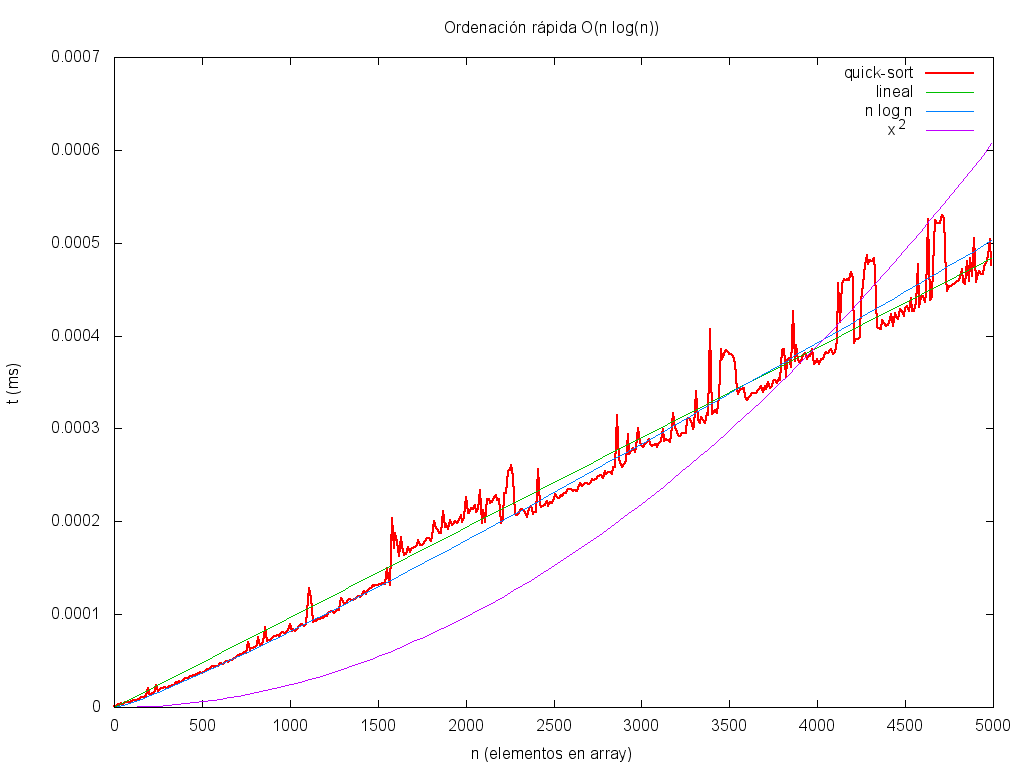 Ordenación rápida O(n log(n))
0.0007
0.0006
0.0005
0.0004
0.0003
0.0002
0.0001
0
t (ms)
quick-sort
lineal
n log n
x 2
0 500 1000 1500 2000 2500 3000 3500 4000 4500 5000
n (elementos en array)